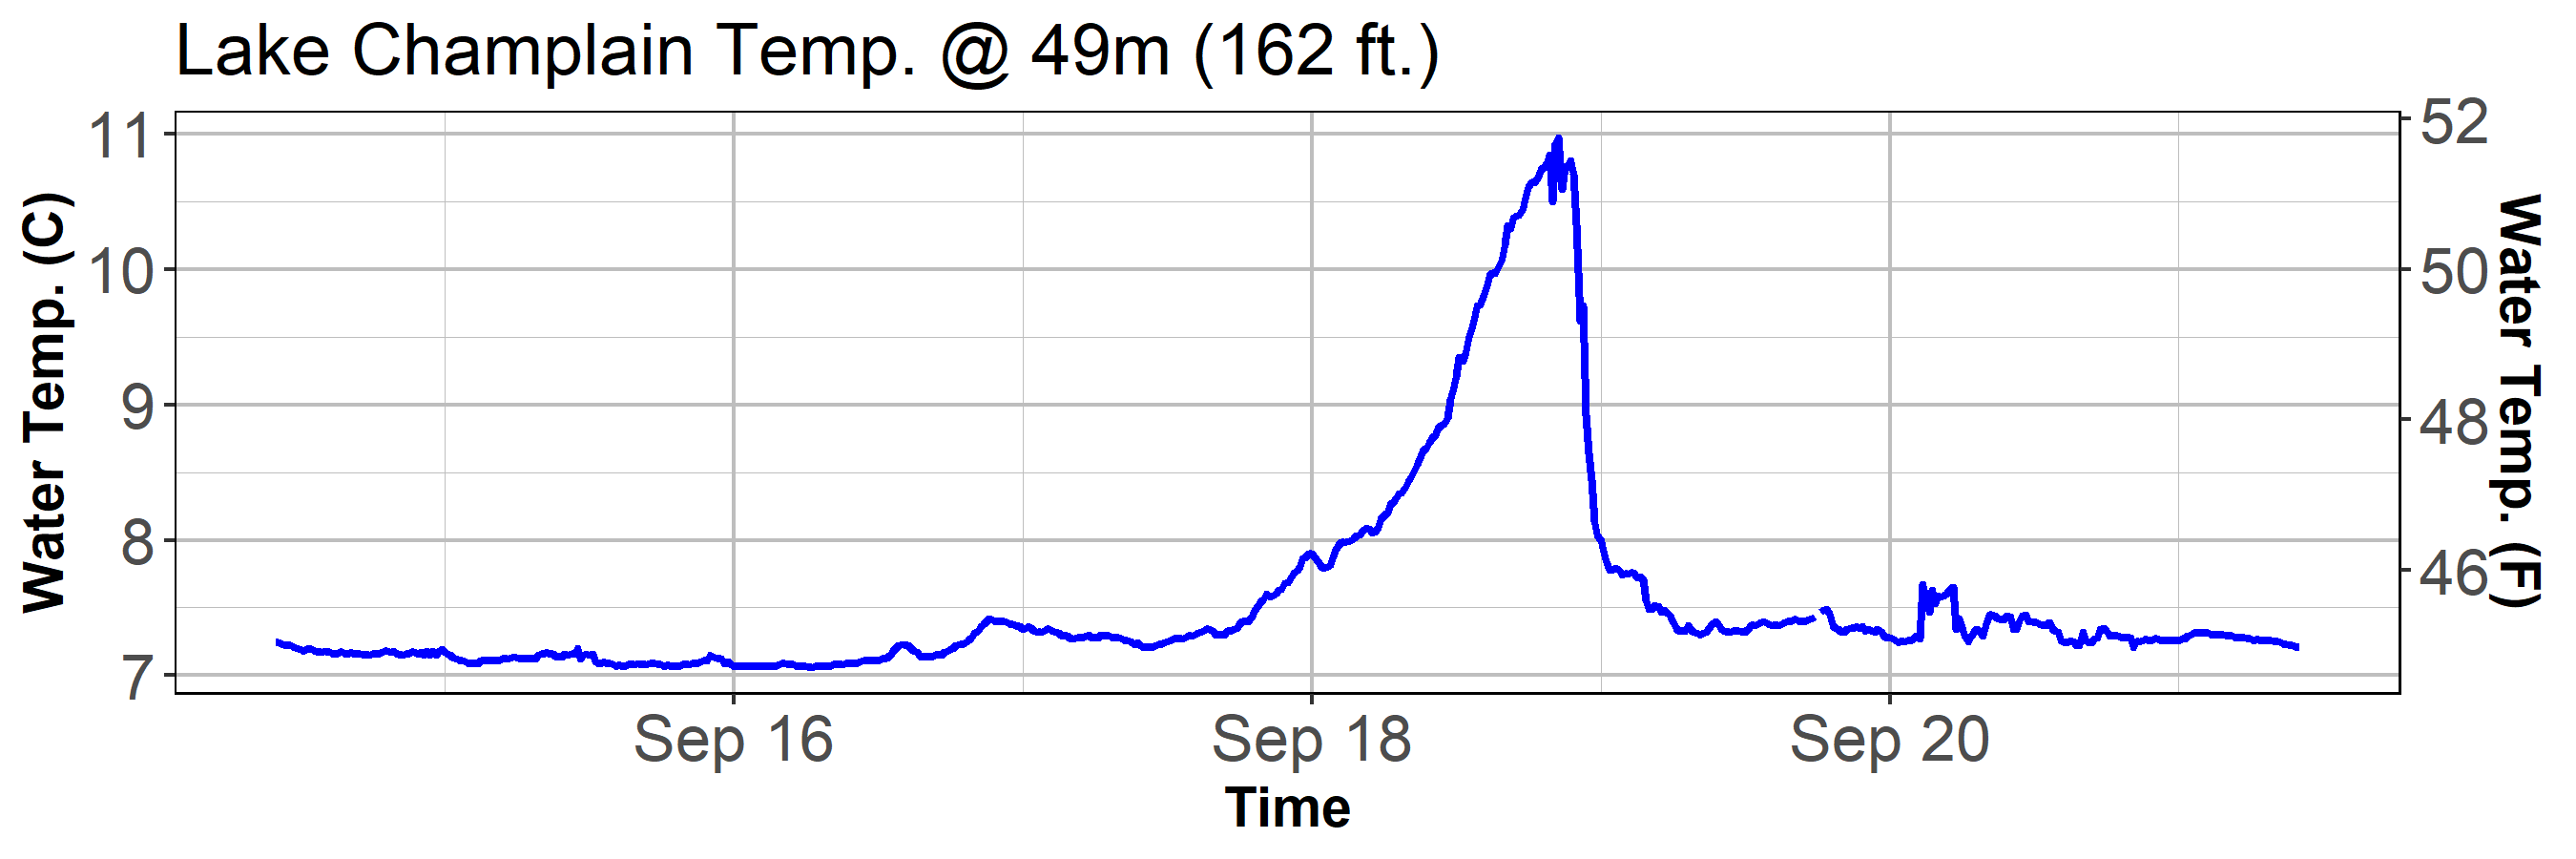 Lake Champlain Temp. @ 49m (162 ft.)
Water Temp. (C)
11
10
9
8
7
52
50
48
46
Water Temp. (F)
Sep 16
Sep 18
Sep 20
Time